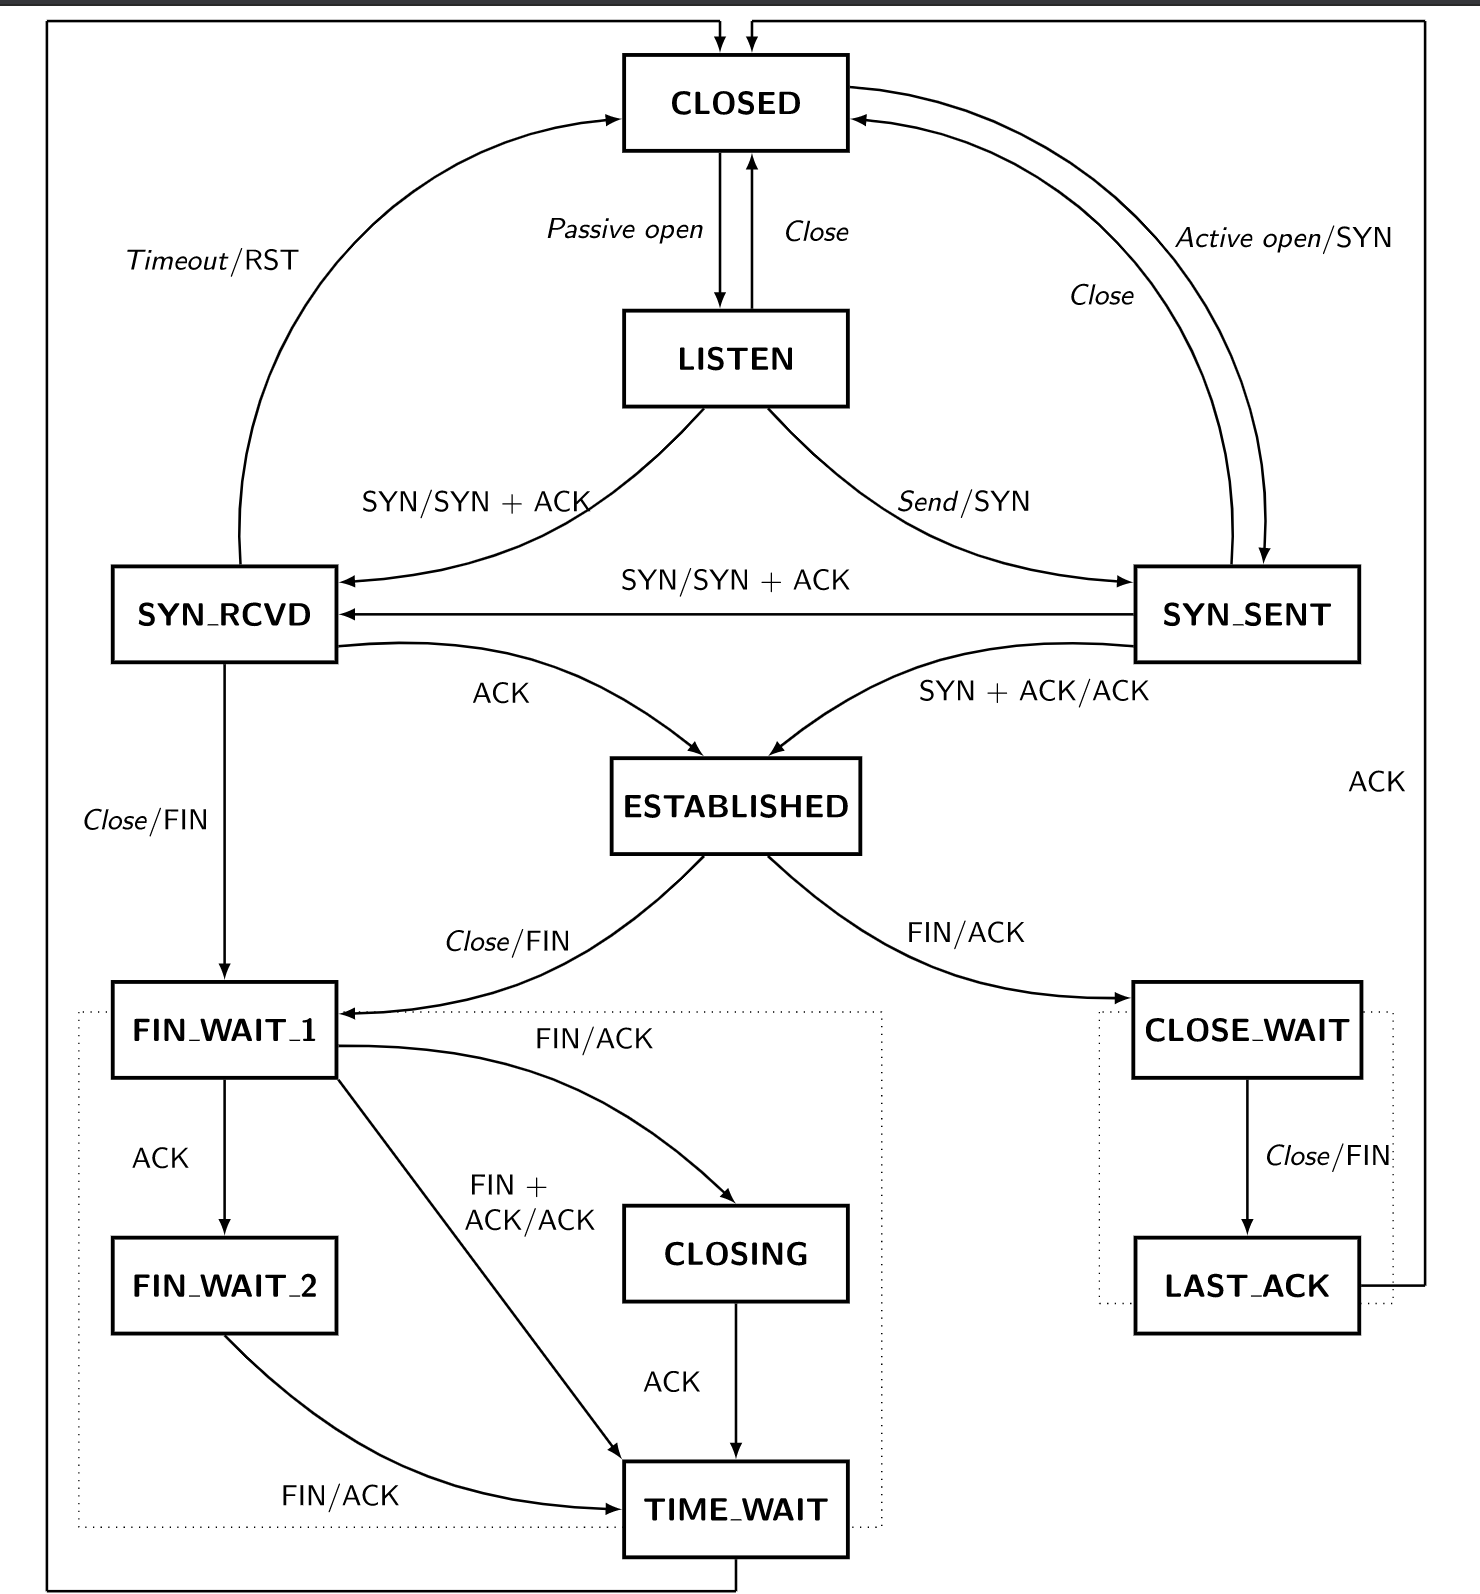 CLOSED
Passive open
Close
Active open/SYN
Timeout/RST
Close
LISTEN
SYN/SYN + ACK
Send/SYN
SYN/SYN + ACK
SYN_RCVD
SYN_SENT
ACK
SYN + ACK/ACK
ACK
ESTABLISHED
Close/FIN
Close/FIN
FIN/ACK
FIN_WAIT_1
FIN/ACK
CLOSE_WAIT
ACK
Close/FIN
FIN +
ACK/ACK
CLOSING
FIN_WAIT_2
LAST_ACK
ACK
FIN/ACK
TIME_WAIT